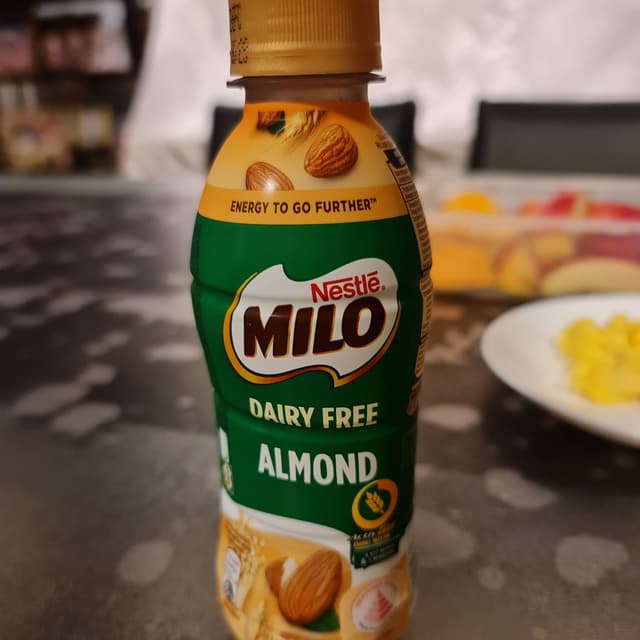 ENERGY TO GO FURTHER™
Nestlé®
MILO
DAIRY FREE
ALMOND